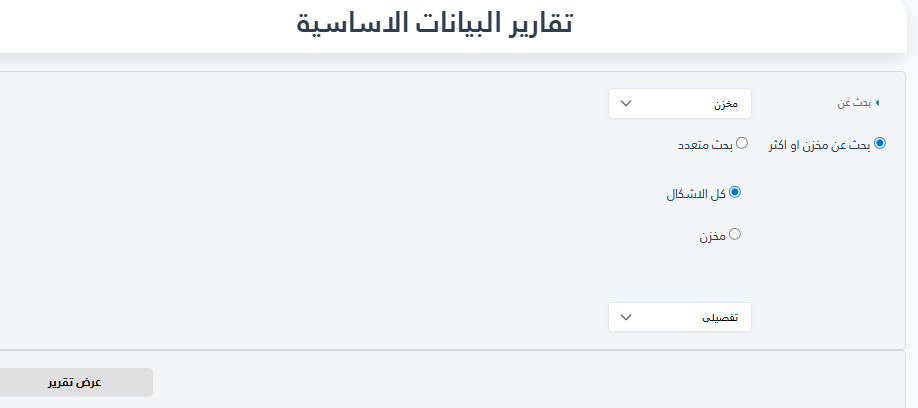 تقارير البيانات الاساسية
بحث عن مخزن
بحث عن مخزن او اكثر بحث متعدد
كل الاشكال
مخزن
تفصيلى
عرض تقرير